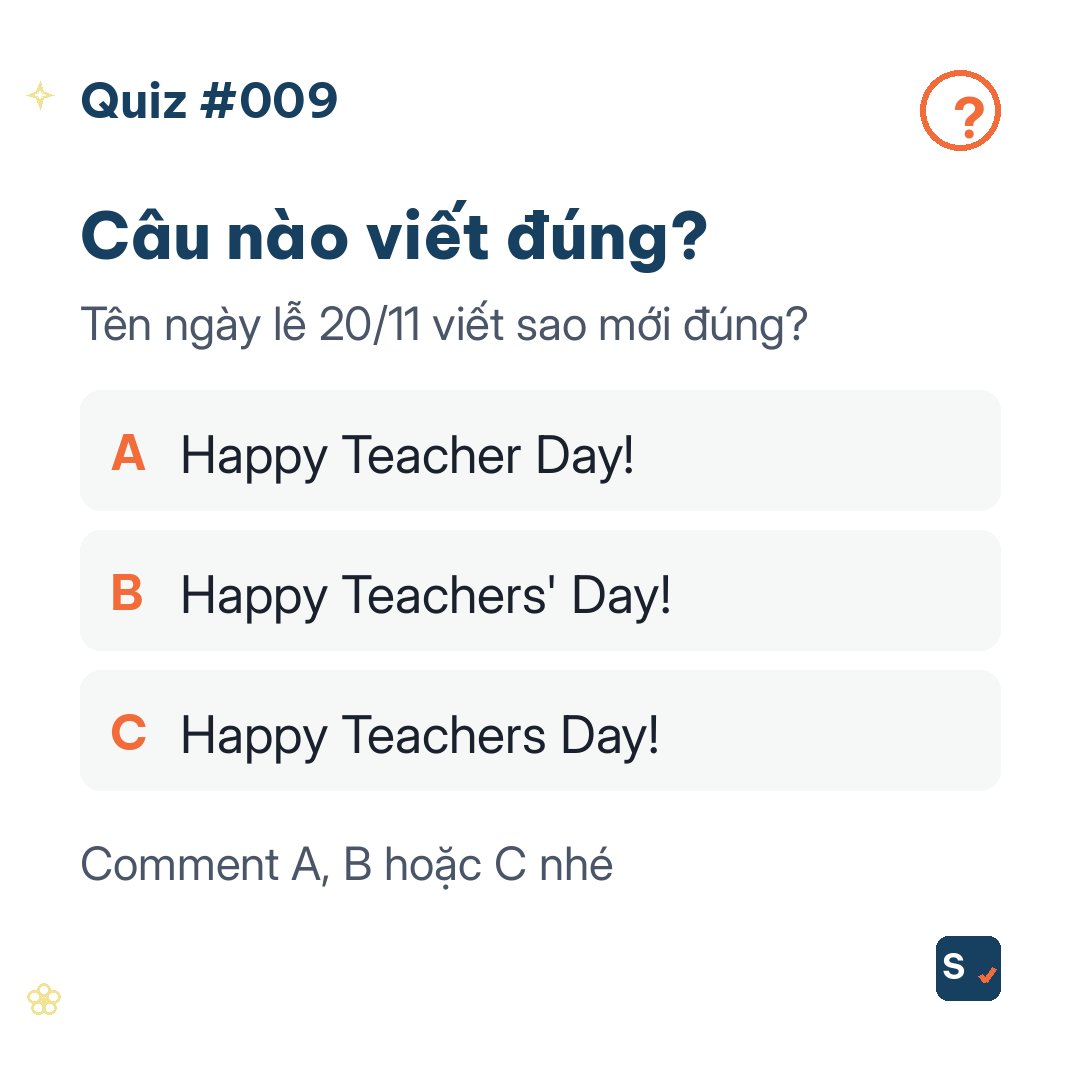 Quiz #009
?
Câu nào viết đúng?
Tên ngày lễ 20/11 viết sao mới đúng?
A Happy Teacher Day!
B Happy Teachers' Day!
C Happy Teachers Day!
Comment A, B hoặc C nhé
S